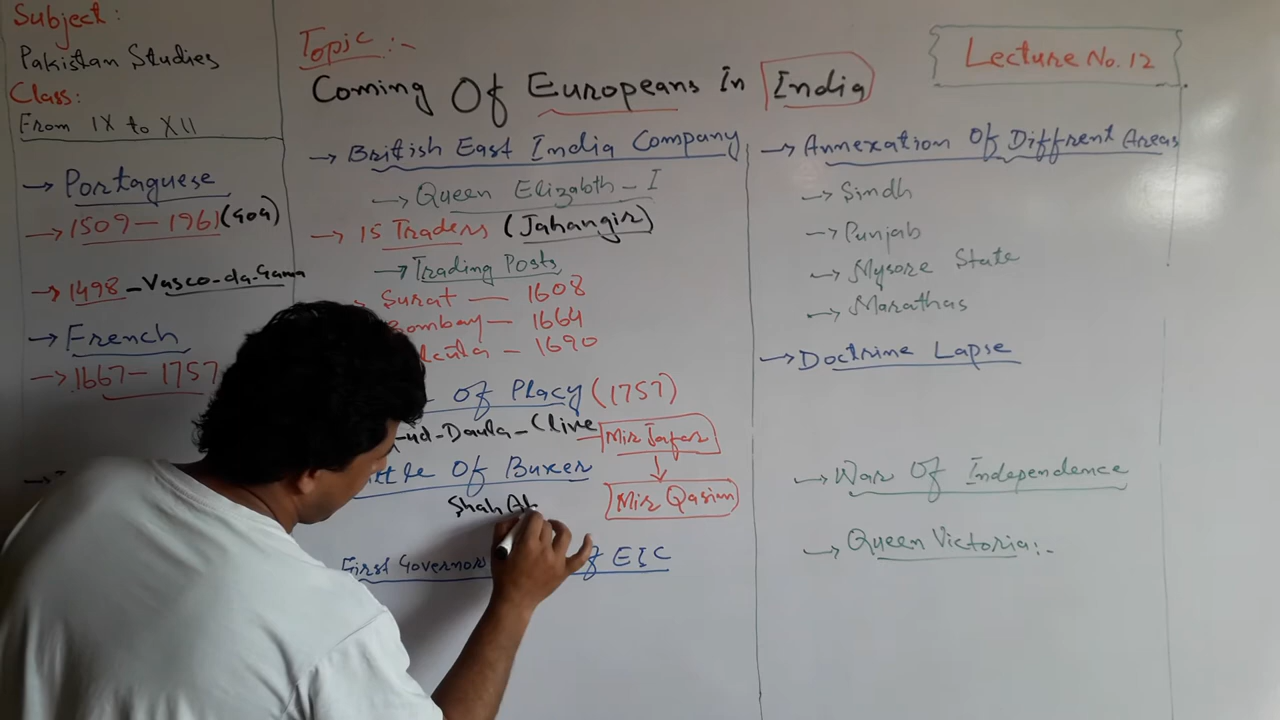 Subject:
Pakistan Studies
Class:
From IX to XII
→ Portaguese
→ 1509 – 1961 (Goa)
→ 1498 – Vasco-da-Gama
→ French
→ 1667 – 1757
Topic:-
Coming Of Europeans In India
→ British East India Company
→ Queen Elizabth - I
→ 15 Traders (Jahangir)
→ Trading Posts
Surat — 1608
Bombay — 1664
– 1690
Of Placy (1757)
-ud-Daula - Clive – Mir Jafar
↓
Of Buxer
Mir Qasim
Shah
First Governor of EIC
Lecture No. 12
→ Annexation Of Diffrent Areas
→ Sindh
→ Punjab
→ Mysore State
→ Marathas
→ Doctrine Lapse
→ War Of Independence
→ Queen Victoria:-